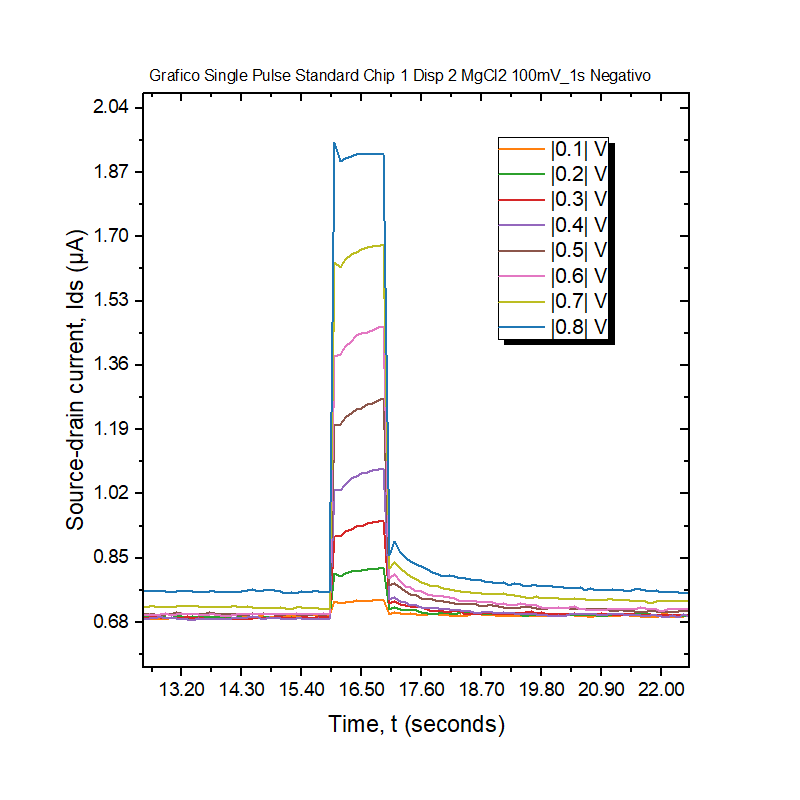 Grafico Single Pulse Standard Chip 1 Disp 2 MgCl2 100mV_1s Negativo
2.04
1.87
1.70
1.53
1.36
1.19
1.02
0.85
0.68
Source-drain current, Ids (μA)
|0.1| V
|0.2| V
|0.3| V
|0.4| V
|0.5| V
|0.6| V
|0.7| V
|0.8| V
13.20 14.30 15.40 16.50 17.60 18.70 19.80 20.90 22.00
Time, t (seconds)